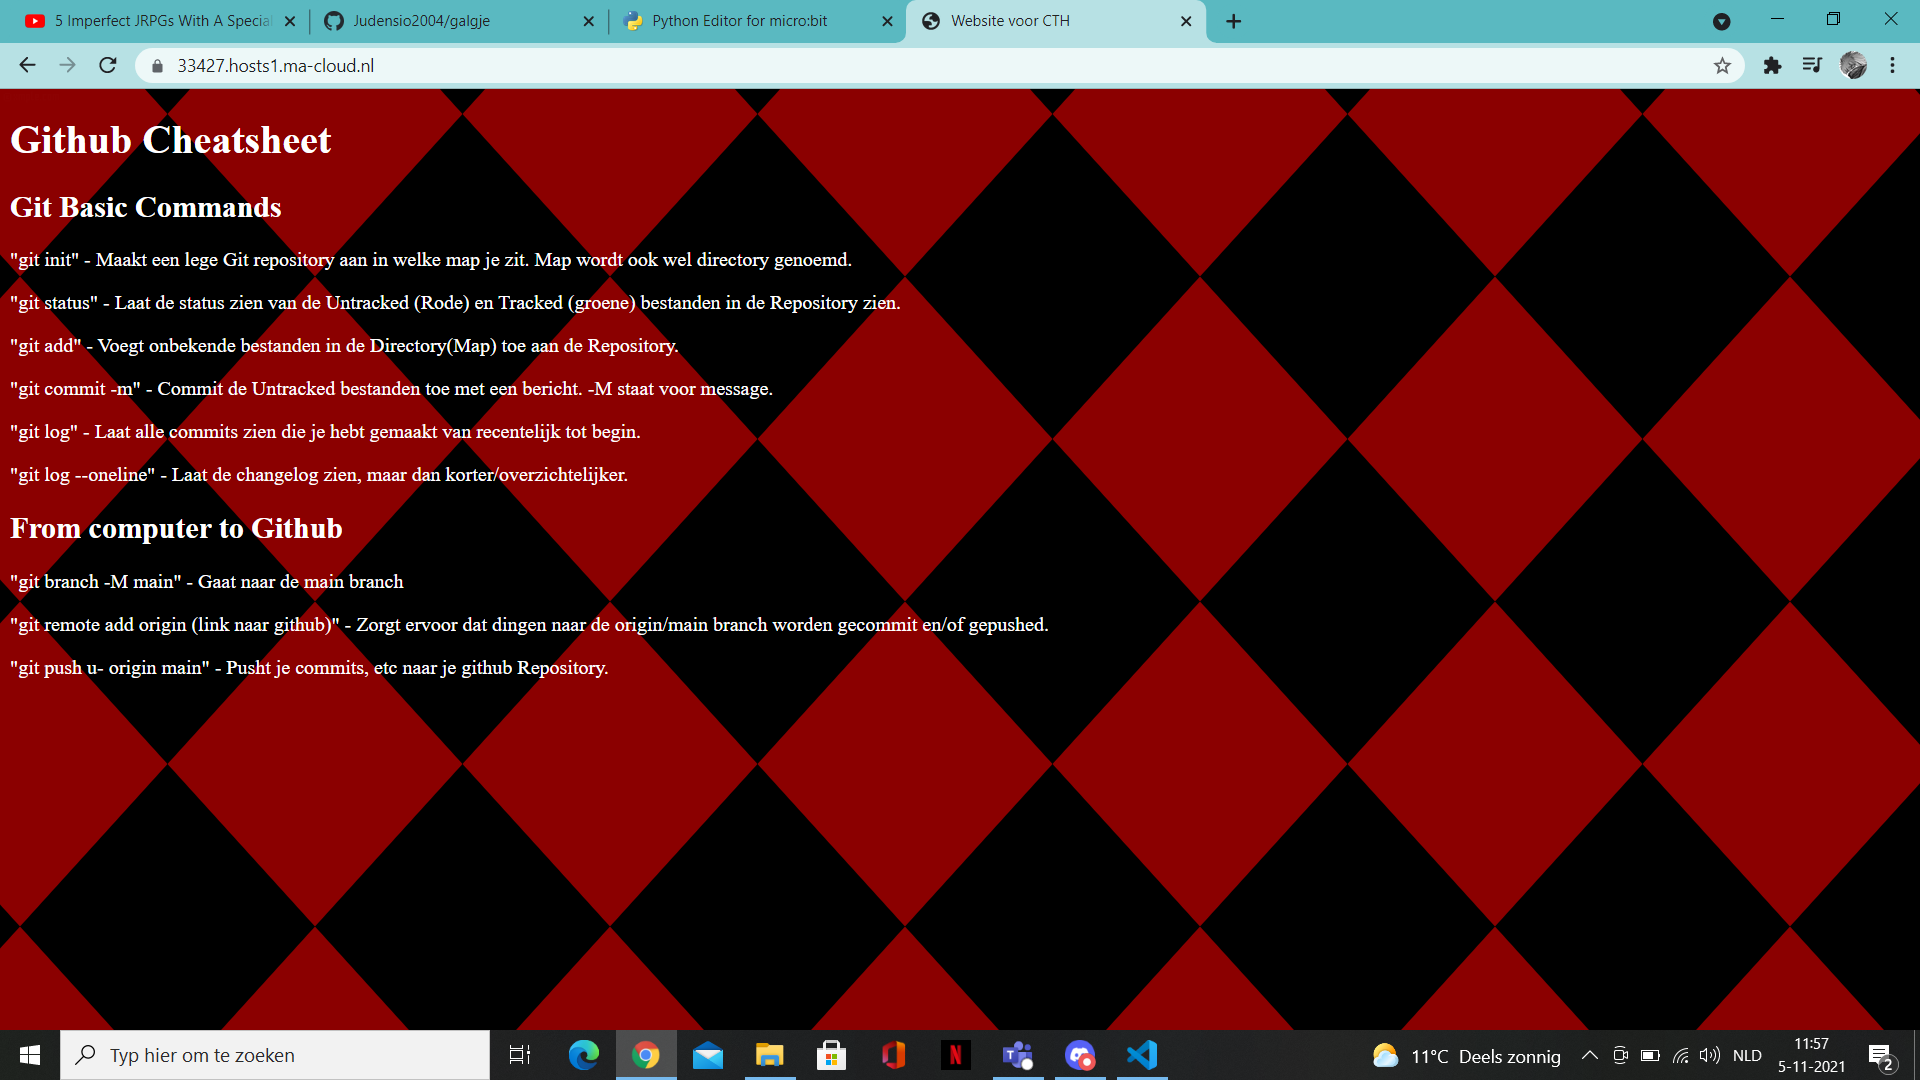 5 Imperfect JRPGs With A Special
Judensio2004/galgje
Python Editor for micro:bit
Website voor CTH
33427.hosts1.ma-cloud.nl
Github Cheatsheet
Git Basic Commands
"git init" - Maakt een lege Git repository aan in welke map je zit. Map wordt ook wel directory genoemd.
"git status" - Laat de status zien van de Untracked (Rode) en Tracked (groene) bestanden in de Repository zien.
"git add" - Voegt onbekende bestanden in de Directory(Map) toe aan de Repository.
"git commit -m" - Commit de Untracked bestanden toe met een bericht. -M staat voor message.
"git log" - Laat alle commits zien die je hebt gemaakt van recentelijk tot begin.
"git log --oneline" - Laat de changelog zien, maar dan korter/overzichtelijker.
From computer to Github
"git branch -M main" - Gaat naar de main branch
"git remote add origin (link naar github)" - Zorgt ervoor dat dingen naar de origin/main branch worden gecommit en/of gepushed.
"git push u- origin main" - Pusht je commits, etc naar je github Repository.
Typ hier om te zoeken
11°C Deels zonnig
NLD
11:57
5-11-2021
2